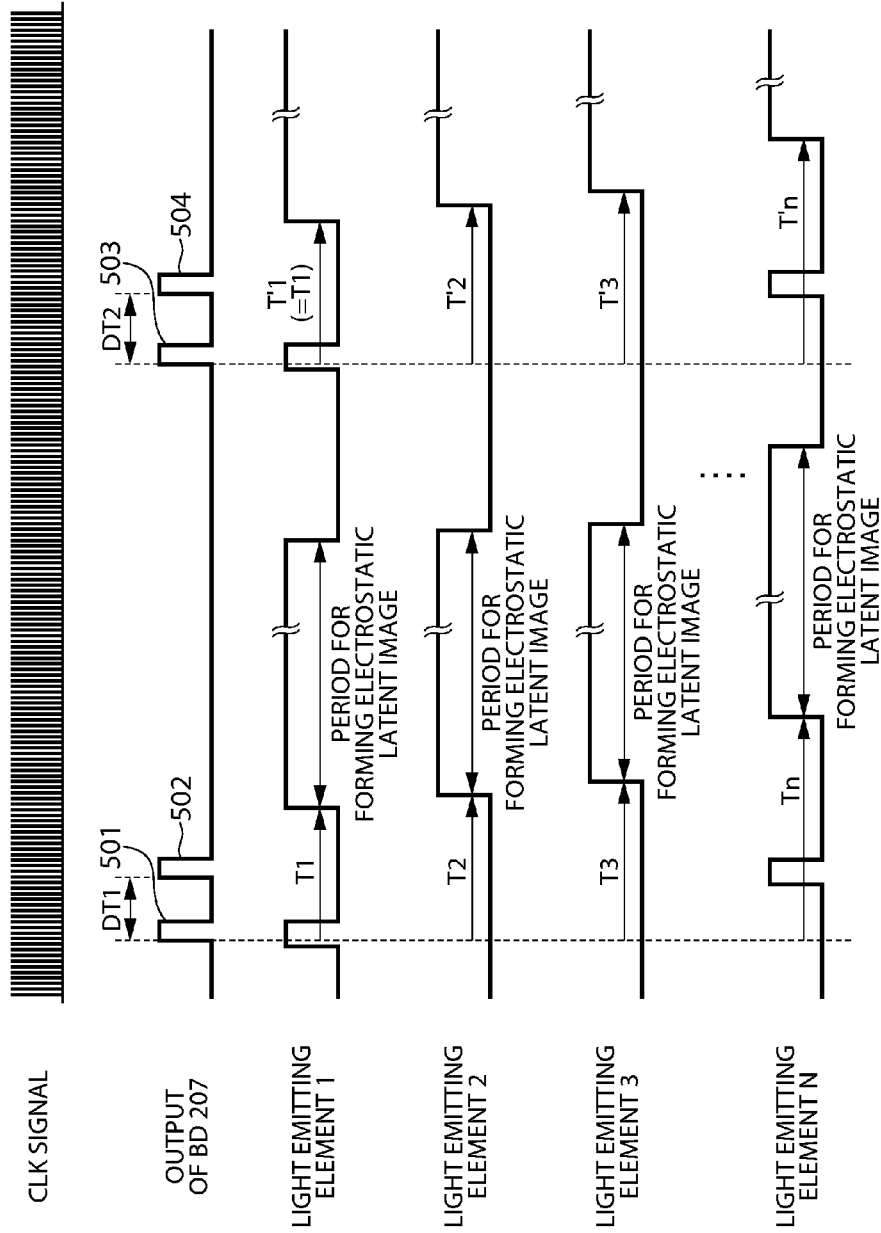 CLK SIGNAL
OUTPUT
OF BD 207
501
502
DT1
503
504
DT2
LIGHT EMITTING
ELEMENT 1
T1
PERIOD FOR
FORMING ELECTROSTATIC
LATENT IMAGE
T'1
(=T1)
LIGHT EMITTING
ELEMENT 2
T2
PERIOD FOR
FORMING ELECTROSTATIC
LATENT IMAGE
T'2
LIGHT EMITTING
ELEMENT 3
T3
PERIOD FOR
FORMING ELECTROSTATIC
LATENT IMAGE
T'3
....
LIGHT EMITTING
ELEMENT N
Tn
PERIOD FOR
FORMING ELECTROSTATIC
LATENT IMAGE
T'n